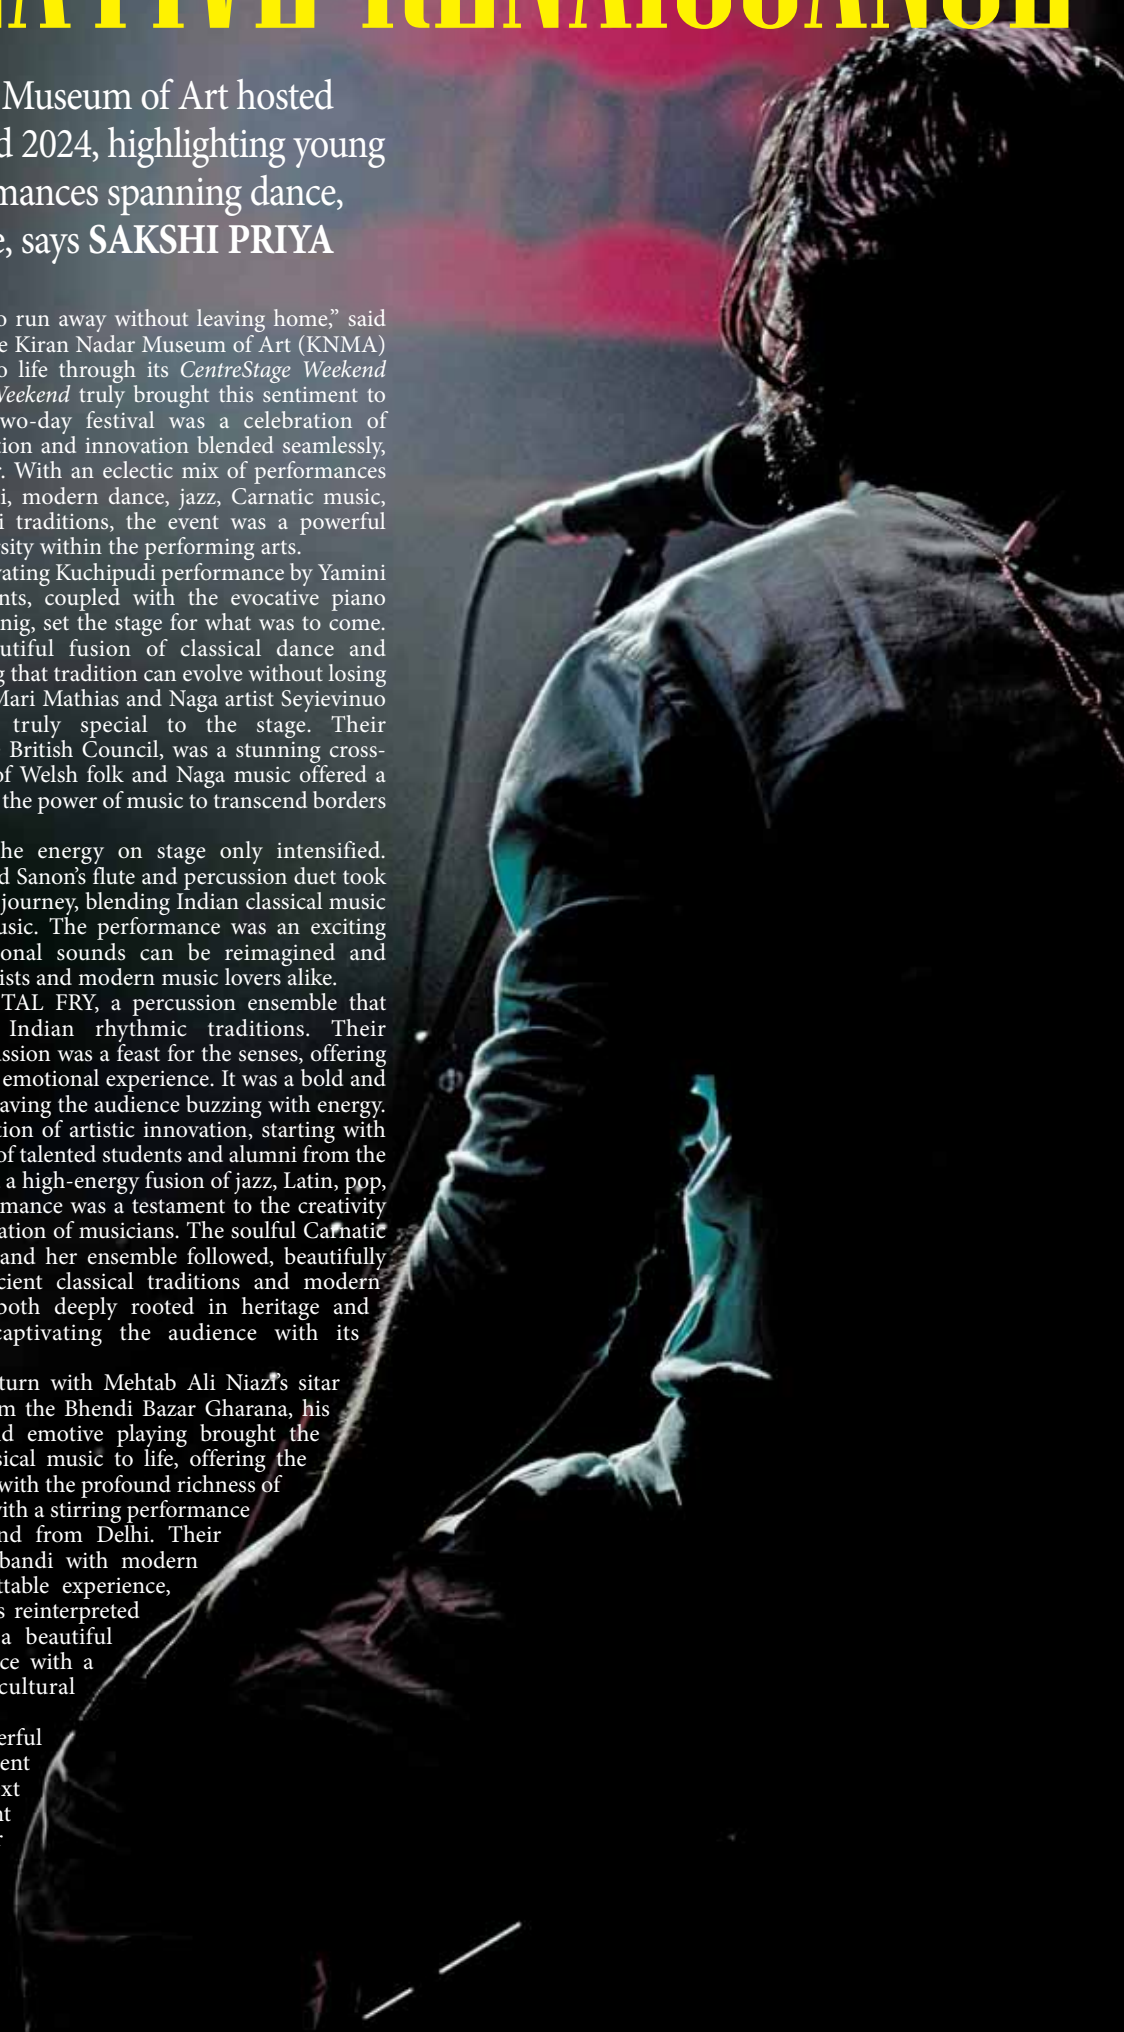 ATIVE RENAISSANCE
Museum of Art hosted
d 2024, highlighting young
mances spanning dance,
e, says SAKSHI PRIYA
o run away without leaving home,” said
e Kiran Nadar Museum of Art (KNMA)
o life through its CentreStage Weekend
Weekend truly brought this sentiment to
wo-day festival was a celebration of
tion and innovation blended seamlessly,
r. With an eclectic mix of performances
i, modern dance, jazz, Carnatic music,
i traditions, the event was a powerful
rsity within the performing arts.
vating Kuchipudi performance by Yamini
nts, coupled with the evocative piano
nig, set the stage for what was to come.
utiful fusion of classical dance and
g that tradition can evolve without losing
Mari Mathias and Naga artist Seyievinuo
truly special to the stage. Their
British Council, was a stunning cross-
of Welsh folk and Naga music offered a
the power of music to transcend borders
he energy on stage only intensified.
d Sanon’s flute and percussion duet took
journey, blending Indian classical music
usic. The performance was an exciting
onal sounds can be reimagined and
ists and modern music lovers alike.
TAL FRY, a percussion ensemble that
Indian rhythmic traditions. Their
ussion was a feast for the senses, offering
emotional experience. It was a bold and
aving the audience buzzing with energy.
tion of artistic innovation, starting with
of talented students and alumni from the
a high-energy fusion of jazz, Latin, pop,
rmance was a testament to the creativity
ration of musicians. The soulful Carnatic
and her ensemble followed, beautifully
cient classical traditions and modern
both deeply rooted in heritage and
captivating the audience with its
turn with Mehtab Ali Niazi’s sitar
m the Bhendi Bazar Gharana, his
d emotive playing brought the
sical music to life, offering the
with the profound richness of
with a stirring performance
nd from Delhi. Their
bandi with modern
ttable experience,
s reinterpreted
a beautiful
ce with a
cultural
erful
ent
xt
nt
r